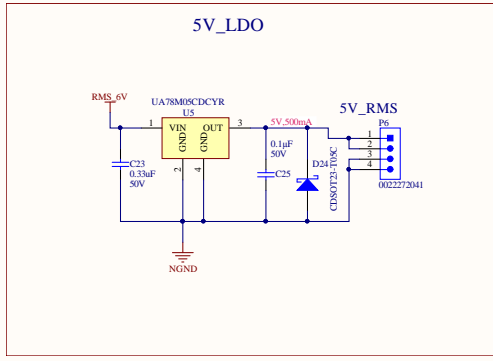 5V_LDO
RMS_6V
UA78M05CDCYR
U5
1
VIN
OUT
3
GND
GND
2
4
C23
0.33uF
50V
5V,500mA
0.1µF
50V
C25
D24
CDSOT23-T05C
5V_RMS
P6
1
2
3
4
0022272041
NGND